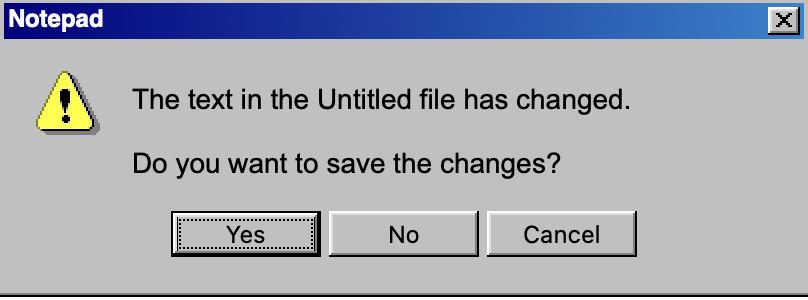 Notepad
The text in the Untitled file has changed.
Do you want to save the changes?
Yes No Cancel